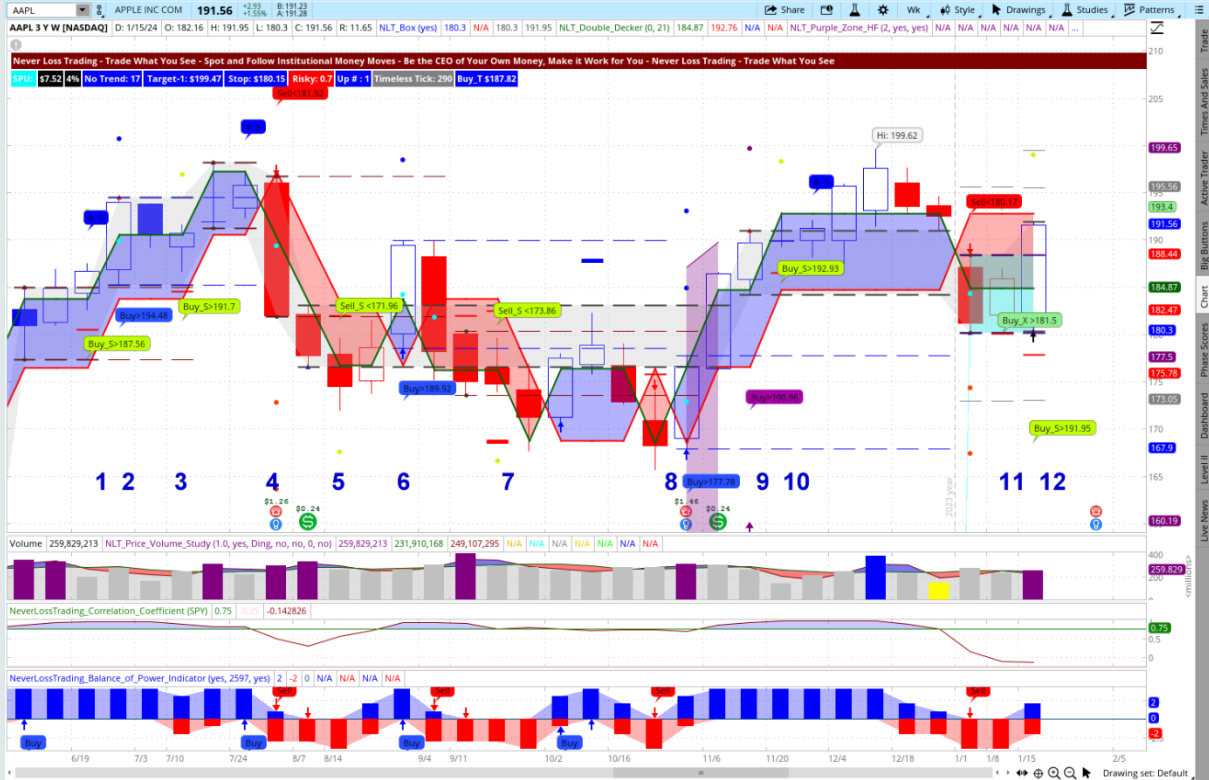 AAPL APPLE INC COM 191.56 +2.93 +1.55% B: 191.23 A: 191.28 Share Wk Style Drawings Studies Patterns
AAPL 3 Y W [NASDAQ] D: 1/15/24 O: 182.16 H: 191.95 L: 180.3 C: 191.56 R: 11.65 NLT_Box (yes) 180.3 N/A 180.3 191.95 NLT_Double_Decker (0, 21) 184.87 192.76 N/A N/A NLT_Purple_Zone_HF (2, yes, yes) N/A N/A N/A N/A N/A ...
Never Loss Trading - Trade What You See - Spot and Follow Institutional Money Moves - Be the CEO of Your Own Money, Make it Work for You - Never Loss Trading - Trade What You See
SPU: $7.52 4% No Trend: 17 Target-1: $199.47 Stop: $180.15 Risky: 0.7 Up # : 1 Timeless Tick: 290 Buy_T $187.82
Sell<181.92
Hi: 199.62
Sell<180.17
Buy_S>192.93
Buy_S>191.7
Buy>194.48
Buy_S>187.56
Sell_S <171.96
Sell_S <173.86
Buy_X >181.5
Buy>189.92
Buy>190.96
Buy_S>191.95
Buy>177.78
1 2 3 4 5 6 7 8 9 10 11 12
$1.26 $0.24 $1.46 $0.24
2023 year
210
205
199.65
195.56
195
193.4
191.56
190
188.44
184.87
182.47
180.3
177.5
175.78
175
173.05
170
167.9
165
160.19
Volume 259,829,213 NLT_Price_Volume_Study (1.0, yes, Ding, no, no, 0, no) 259,829,213 231,910,168 249,107,295 N/A N/A N/A N/A N/A N/A N/A
400
259.829
200
<millions>
NeverLossTrading_Correlation_Coefficient (SPY) 0.75 -0.25 -0.142826
0.75
0.5
0
NeverLossTrading_Balance_of_Power_Indicator (yes, 2597, yes) 2 -2 0 N/A N/A N/A N/A
Sell Sell Sell Sell
2
0
-2
Buy Buy Buy Buy
6/19 7/3 7/10 7/24 8/7 8/14 9/4 9/11 10/2 10/16 11/6 11/20 12/4 12/18 1/1 1/8 1/15 2/5
Drawing set: Default
Trade
Times And Sales
Active Trader
Big Buttons
Chart
Phase Scores
Dashboard
Level II
Live News